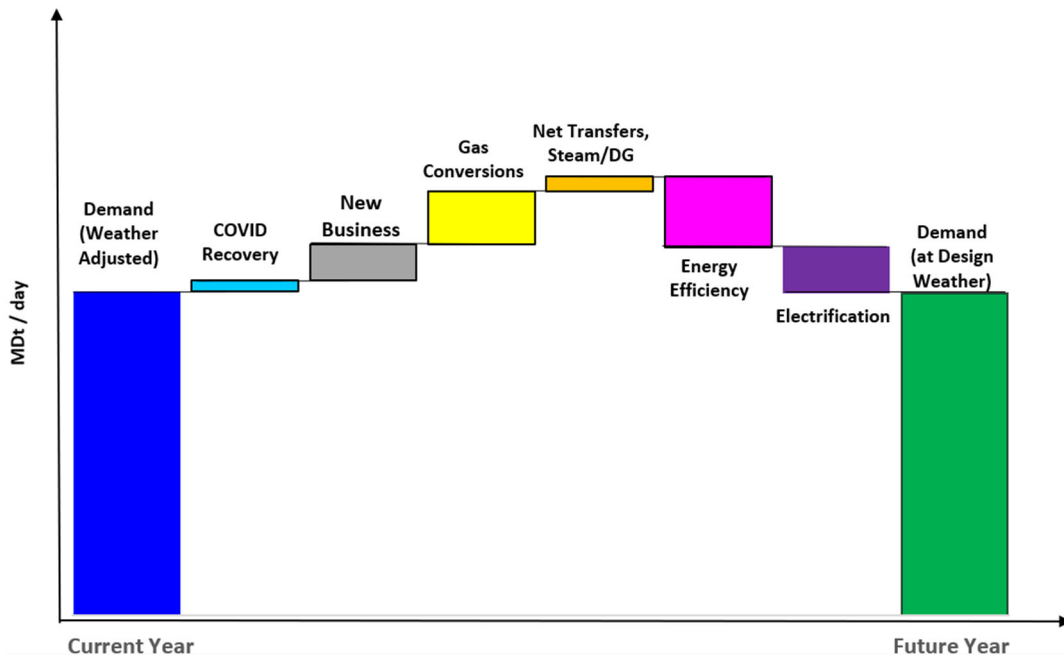 Net Transfers,
Steam/DG
Gas
Conversions
New
Business
Demand
(Weather
Adjusted)
COVID
Recovery
Demand
(at Design
Weather)
Energy
Efficiency
Electrification
MDt / day
Current Year
Future Year